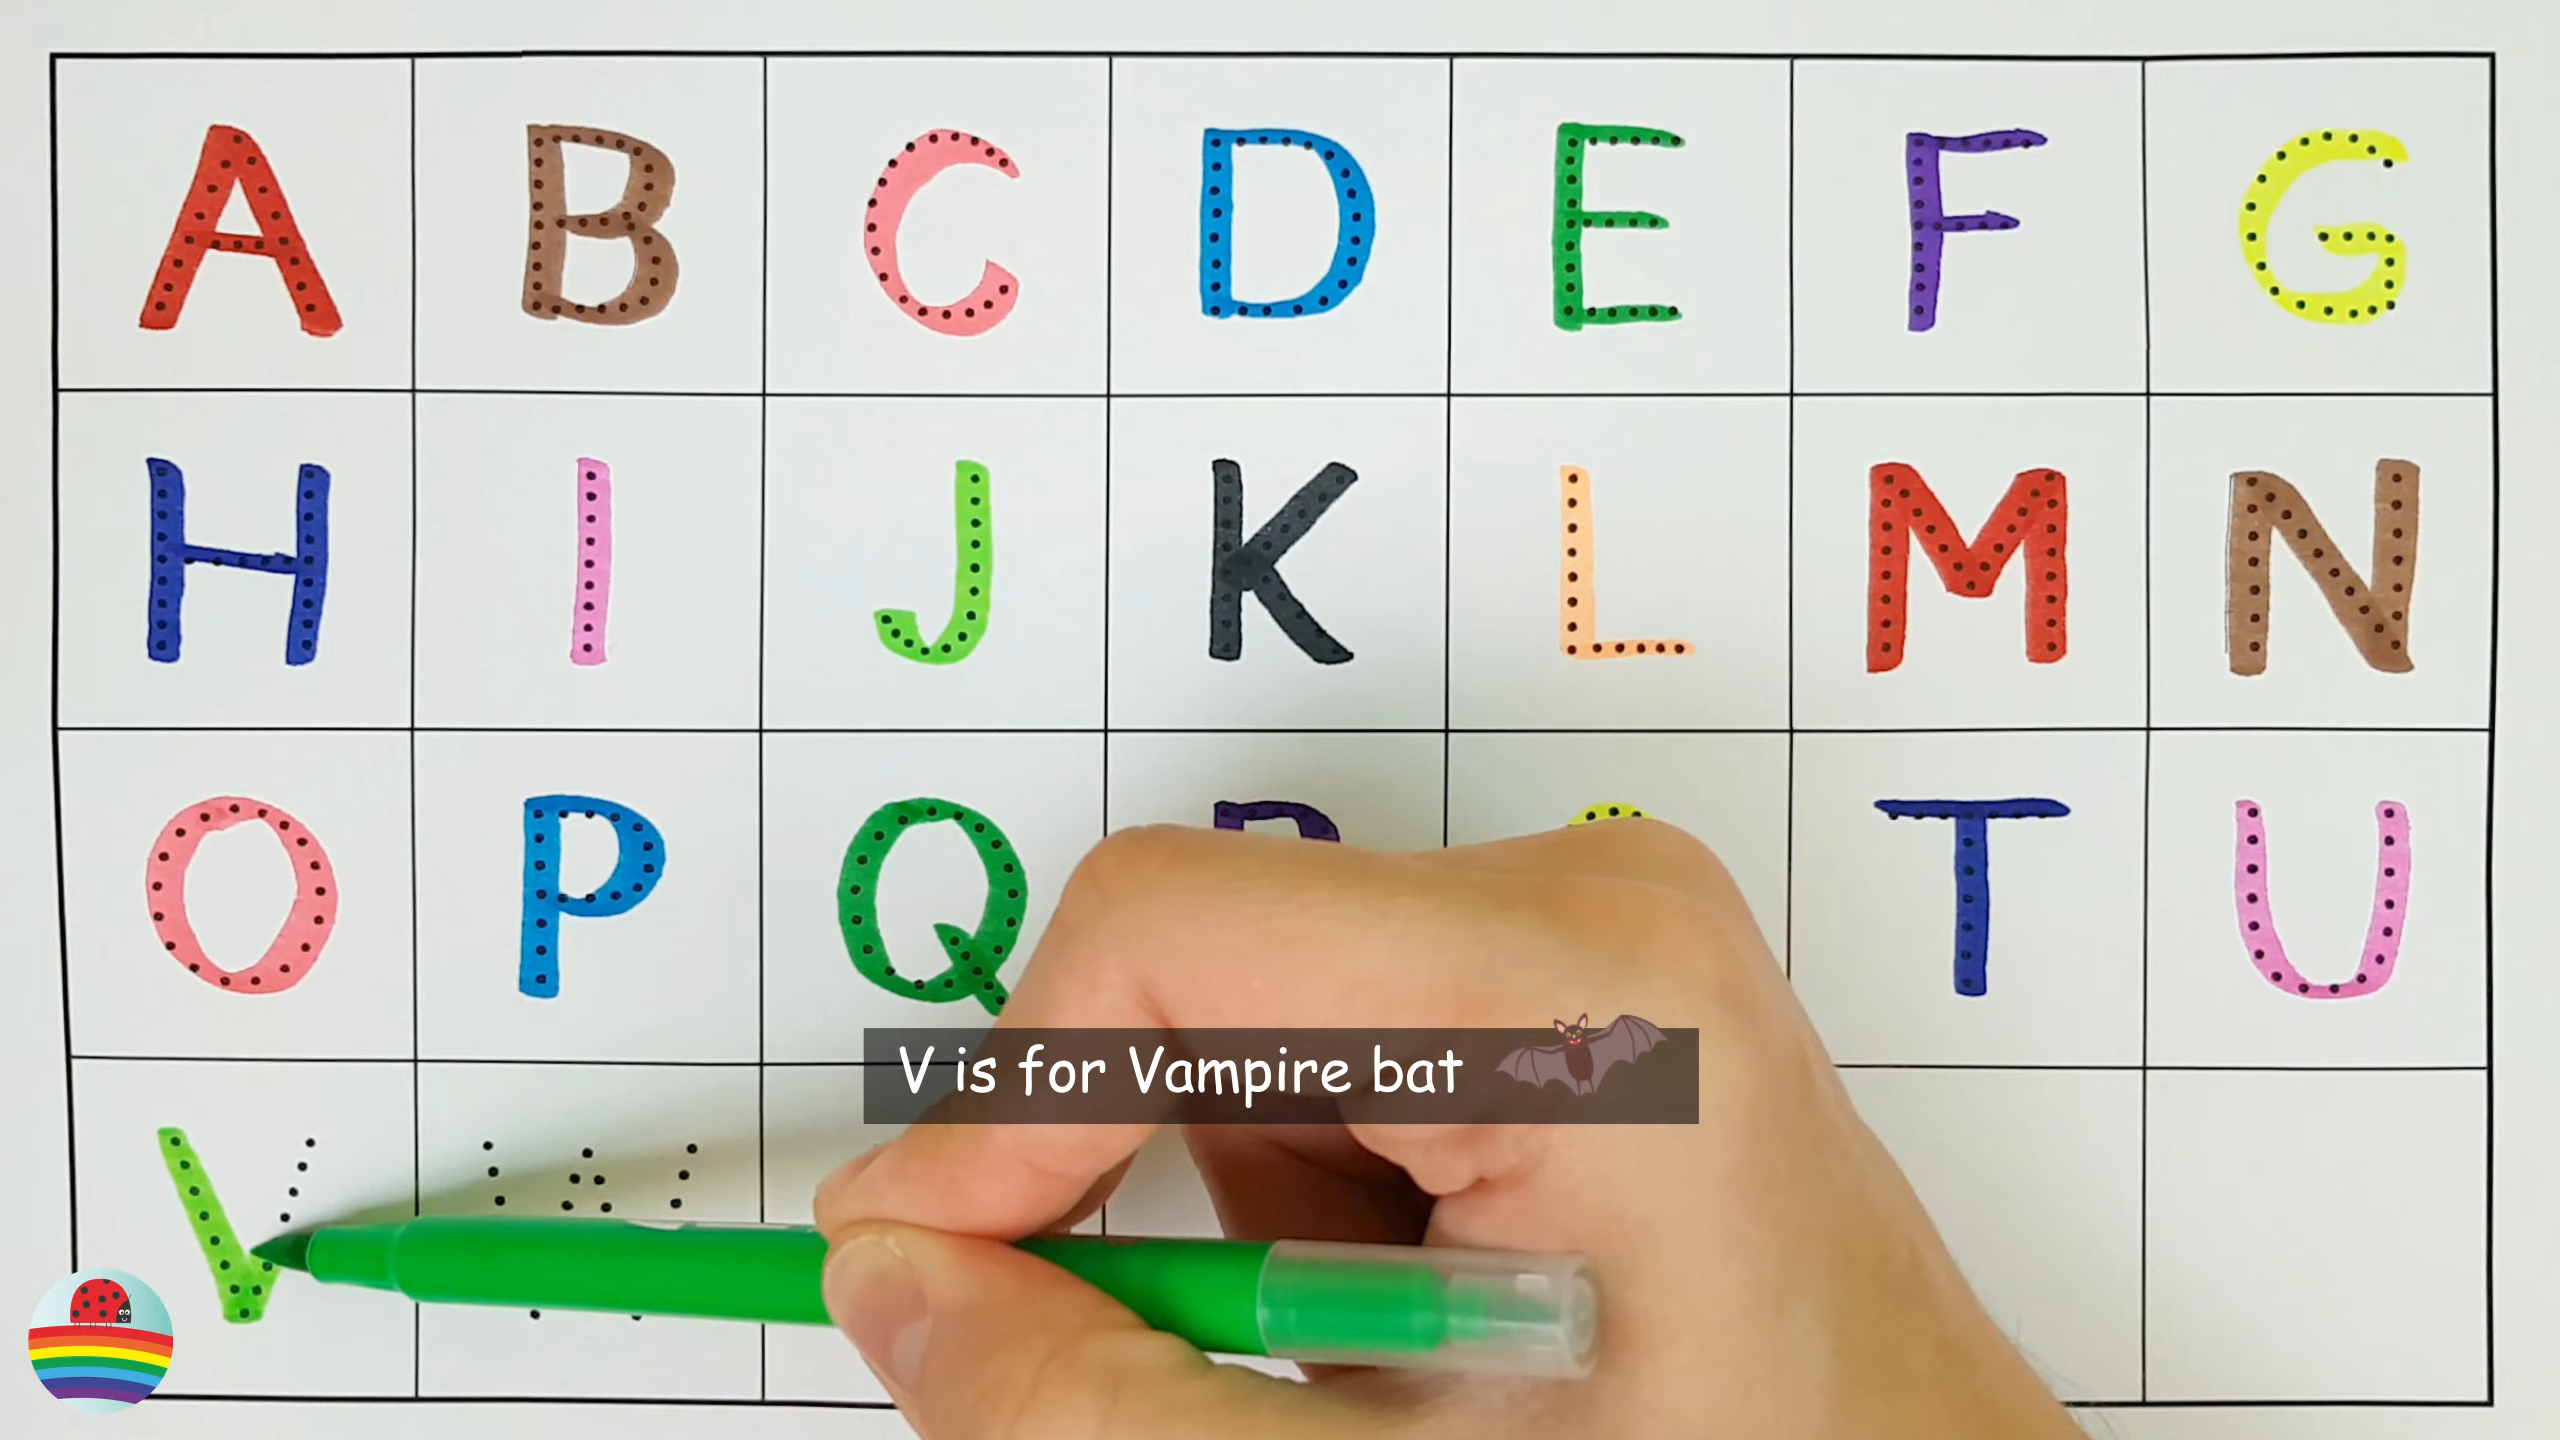 A B C D E F G
H I J K L M N
O P Q R S T U
V is for Vampire bat
V W